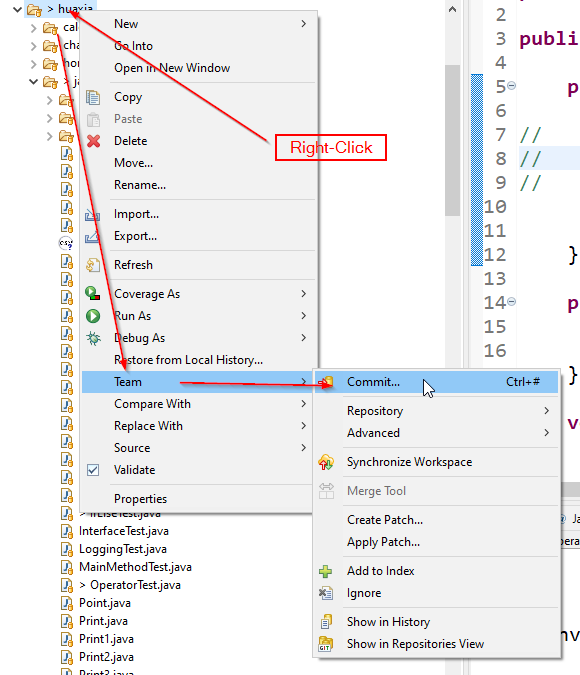 > huaxia
cal
cha
hor
> ja
New
Go Into
Open in New Window
Copy
Paste
Delete
Move...
Rename...
Import...
Export...
Refresh
Coverage As
Run As
Debug As
Restore from Local History...
Team
Compare With
Replace With
Source
Validate
Properties
Right-Click
Commit... Ctrl+#
Repository
Advanced
Synchronize Workspace
Merge Tool
Create Patch...
Apply Patch...
Add to Index
Ignore
Show in History
Show in Repositories View
> IfElseTest.java
InterfaceTest.java
LoggingTest.java
MainMethodTest.java
> OperatorTest.java
Point.java
Print.java
Print1.java
Print2.java
Print3.java
2
3 publi
4
5 p
6
7 //
8 //
9 //
10
11
12 }
13
14 p
15
16
}
v
@ Ja
opera
nv